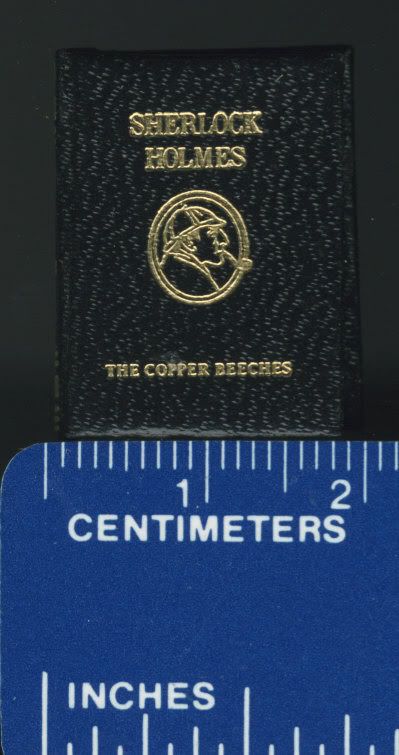 SHERLOCK
HOLMES
THE COPPER BEECHES
1 2
CENTIMETERS
INCHES